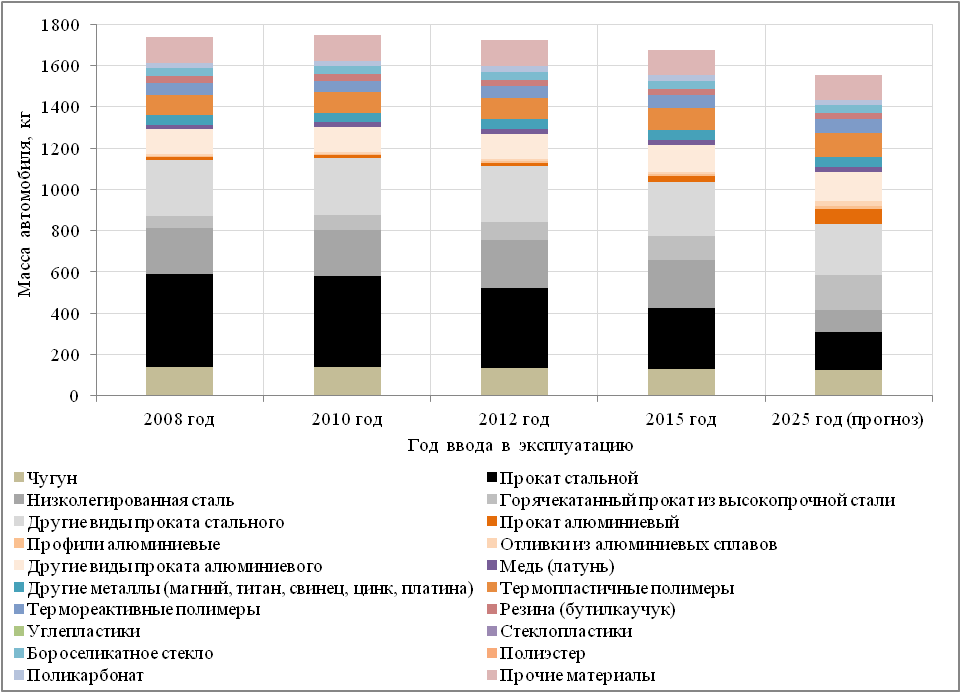 1800
1600
1400
1200
1000
800
600
400
200
0
Масса автомобиля, кг
2008 год 2010 год 2012 год 2015 год 2025 год (прогноз)
Год ввода в эксплуатацию
Чугун Прокат стальной
Низколегированная сталь Горячекатанный прокат из высокопрочной стали
Другие виды проката стального Прокат алюминиевый
Профили алюминиевые Отливки из алюминиевых сплавов
Другие виды проката алюминиевого Медь (латунь)
Другие металлы (магний, титан, свинец, цинк, платина) Термопластичные полимеры
Термореактивные полимеры Резина (бутилкаучук)
Углепластики Стеклопластики
Бороселикатное стекло Полиэстер
Поликарбонат Прочие материалы